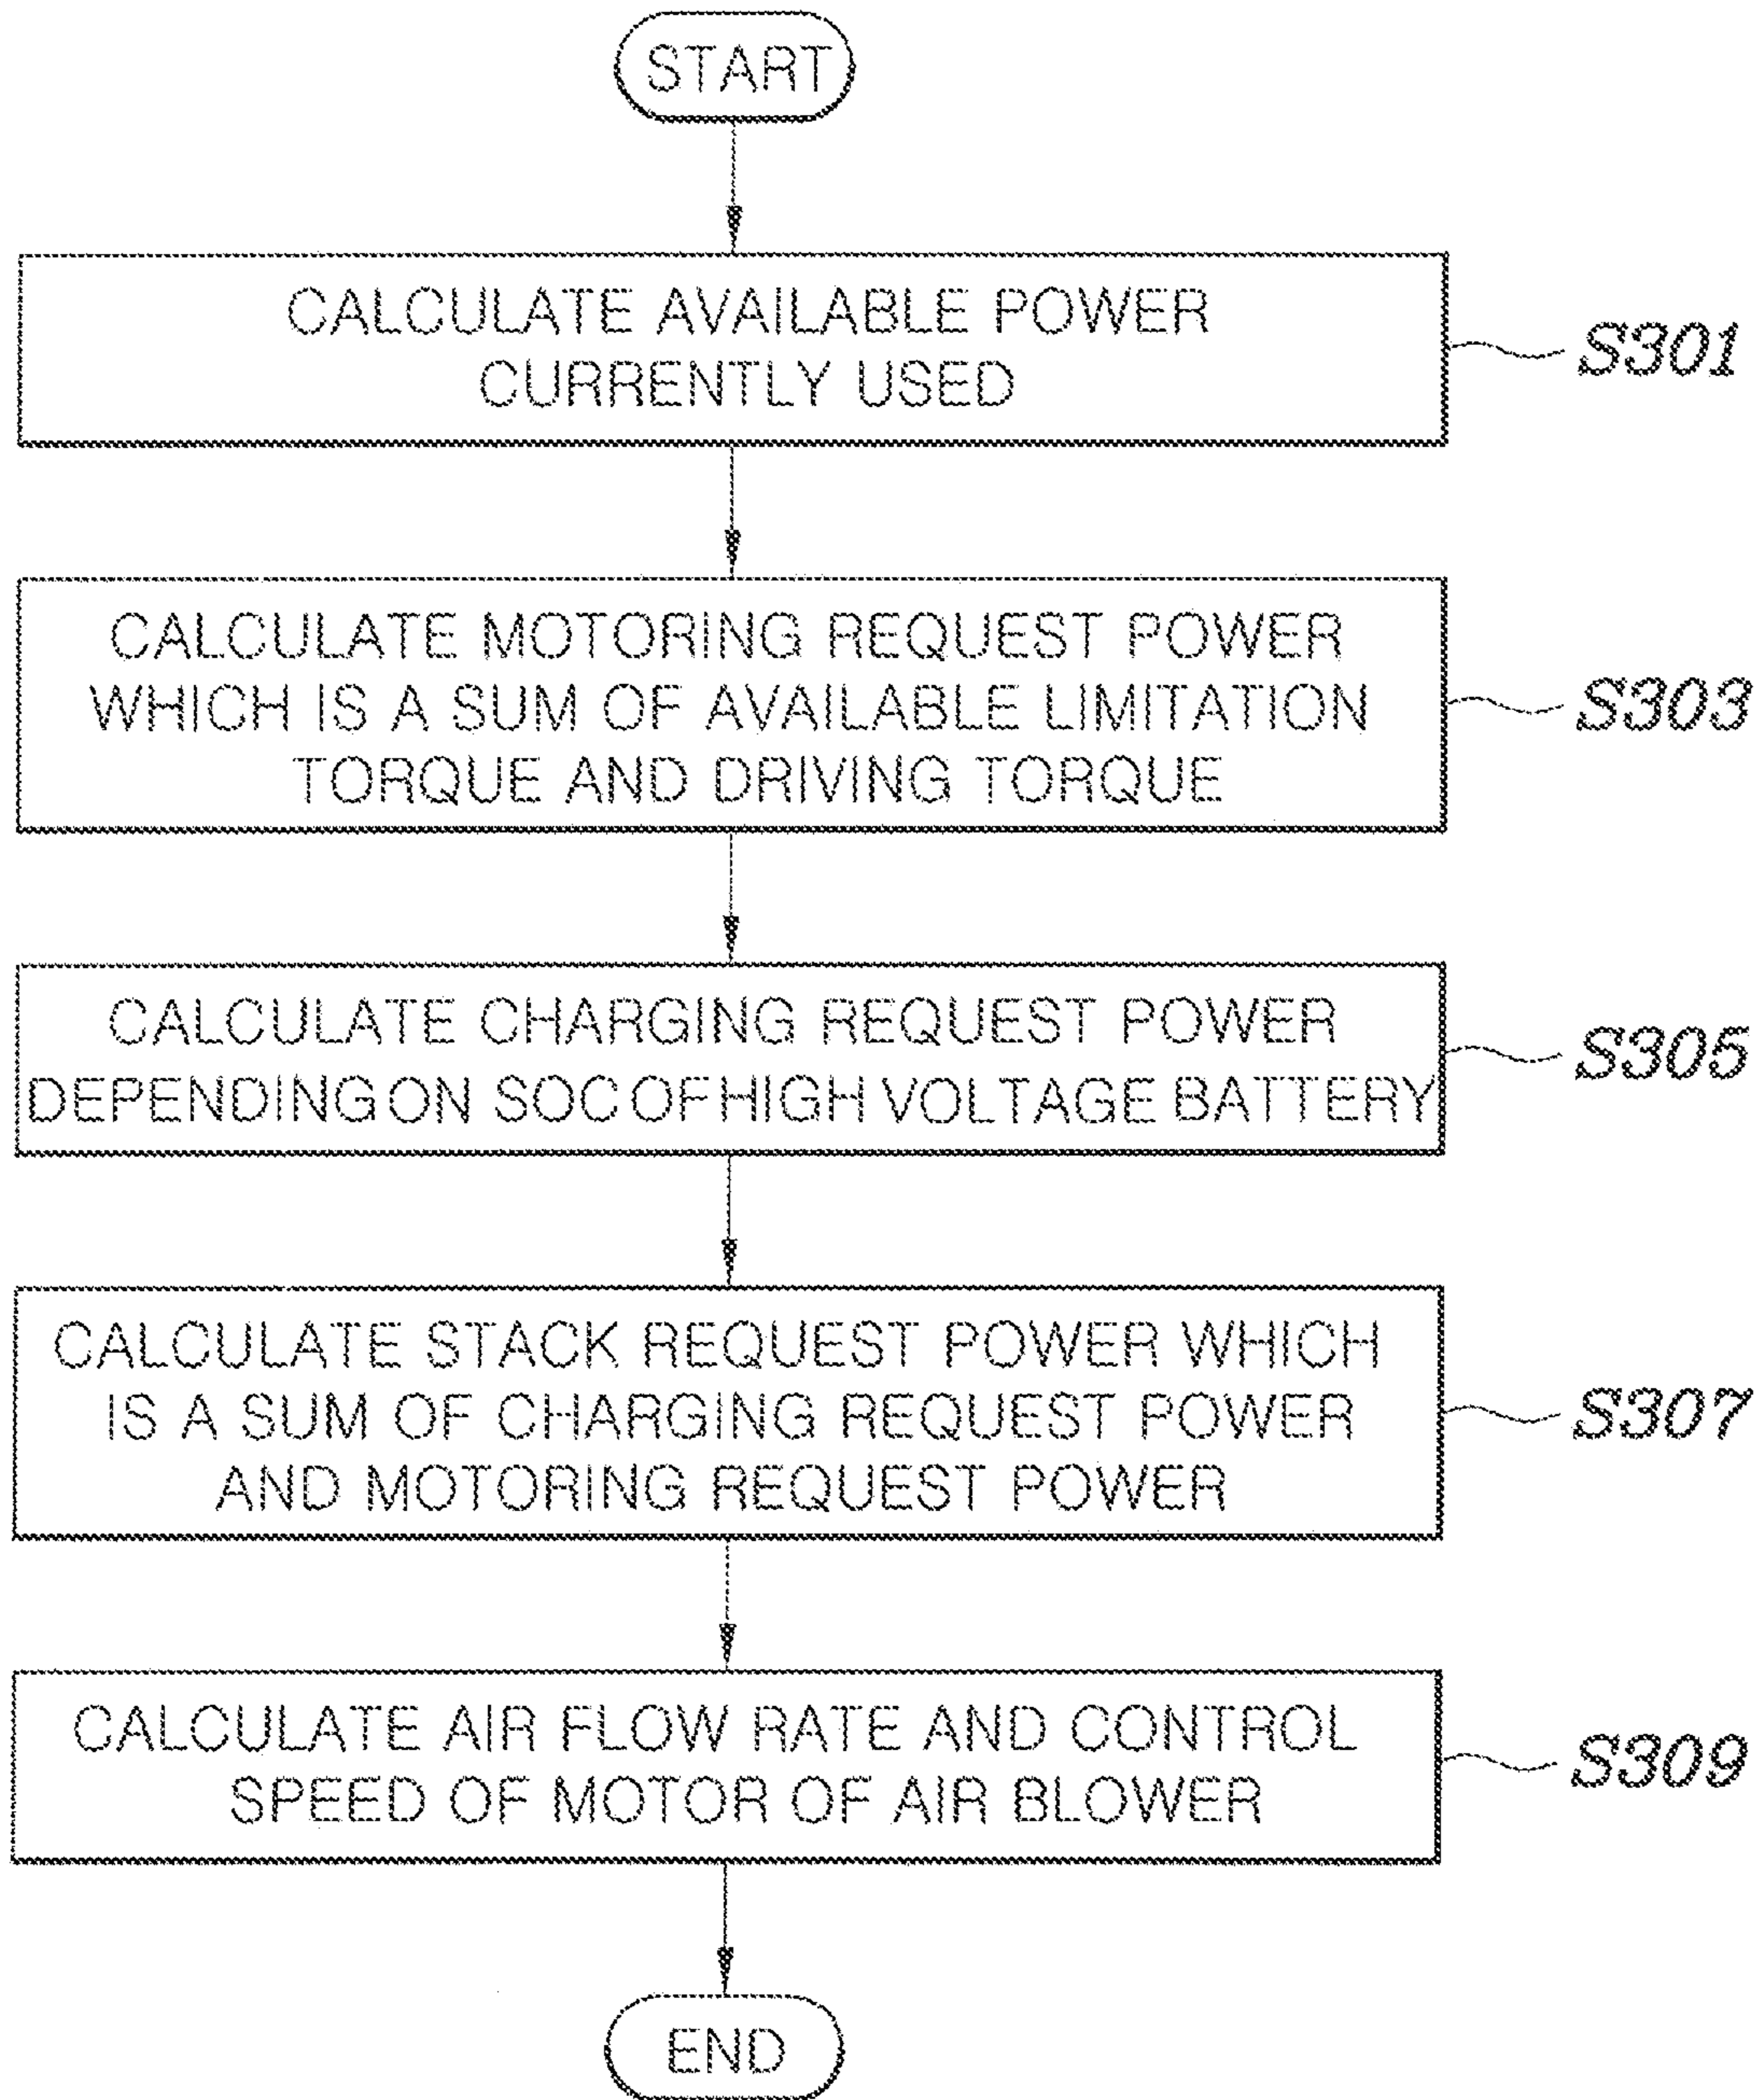 START
CALCULATE AVAILABLE POWER
CURRENTLY USED
S301
CALCULATE MOTORING REQUEST POWER
WHICH IS A SUM OF AVAILABLE LIMITATION
TORQUE AND DRIVING TORQUE
S303
CALCULATE CHARGING REQUEST POWER
DEPENDING ON SOC OF HIGH VOLTAGE BATTERY
S305
CALCULATE STACK REQUEST POWER WHICH
IS A SUM OF CHARGING REQUEST POWER
AND MOTORING REQUEST POWER
S307
CALCULATE AIR FLOW RATE AND CONTROL
SPEED OF MOTOR OF AIR BLOWER
S309
END